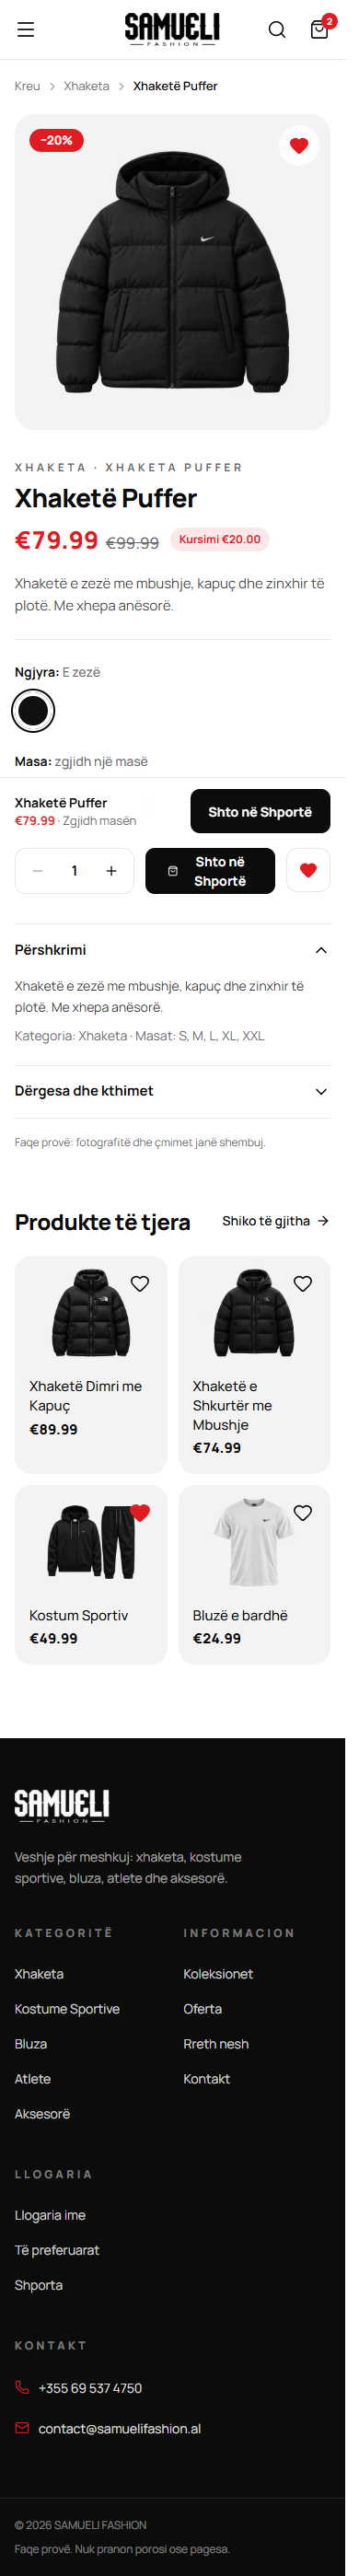 SAMUELI
FASHION
2
Kreu > Xhaketa > Xhaketë Puffer
−20%
XHAKETA · XHAKETA PUFFER
Xhaketë Puffer
€79.99 €99.99 Kursimi €20.00
Xhaketë e zezë me mbushje, kapuç dhe zinxhir të
plotë. Me xhepa anësorë.
Ngjyra: E zezë
Masa: zgjidh një masë
Xhaketë Puffer
€79.99 · Zgjidh masën
Shto në Shportë
− 1 +
Shto në
Shportë
Përshkrimi
Xhaketë e zezë me mbushje, kapuç dhe zinxhir të
plotë. Me xhepa anësorë.
Kategoria: Xhaketa · Masat: S, M, L, XL, XXL
Dërgesa dhe kthimet
Faqe provë: fotografitë dhe çmimet janë shembuj.
Produkte të tjera
Shiko të gjitha →
Xhaketë Dimri me
Kapuç
€89.99
Xhaketë e
Shkurtër me
Mbushje
€74.99
Kostum Sportiv
€49.99
Bluzë e bardhë
€24.99
SAMUELI
FASHION
Veshje për meshkuj: xhaketa, kostume
sportive, bluza, atlete dhe aksesorë.
KATEGORITË
Xhaketa
Kostume Sportive
Bluza
Atlete
Aksesorë
INFORMACION
Koleksionet
Oferta
Rreth nesh
Kontakt
LLOGARIA
Llogaria ime
Të preferuarat
Shporta
KONTAKT
+355 69 537 4750
contact@samuelifashion.al
© 2026 SAMUELI FASHION
Faqe provë. Nuk pranon porosi ose pagesa.